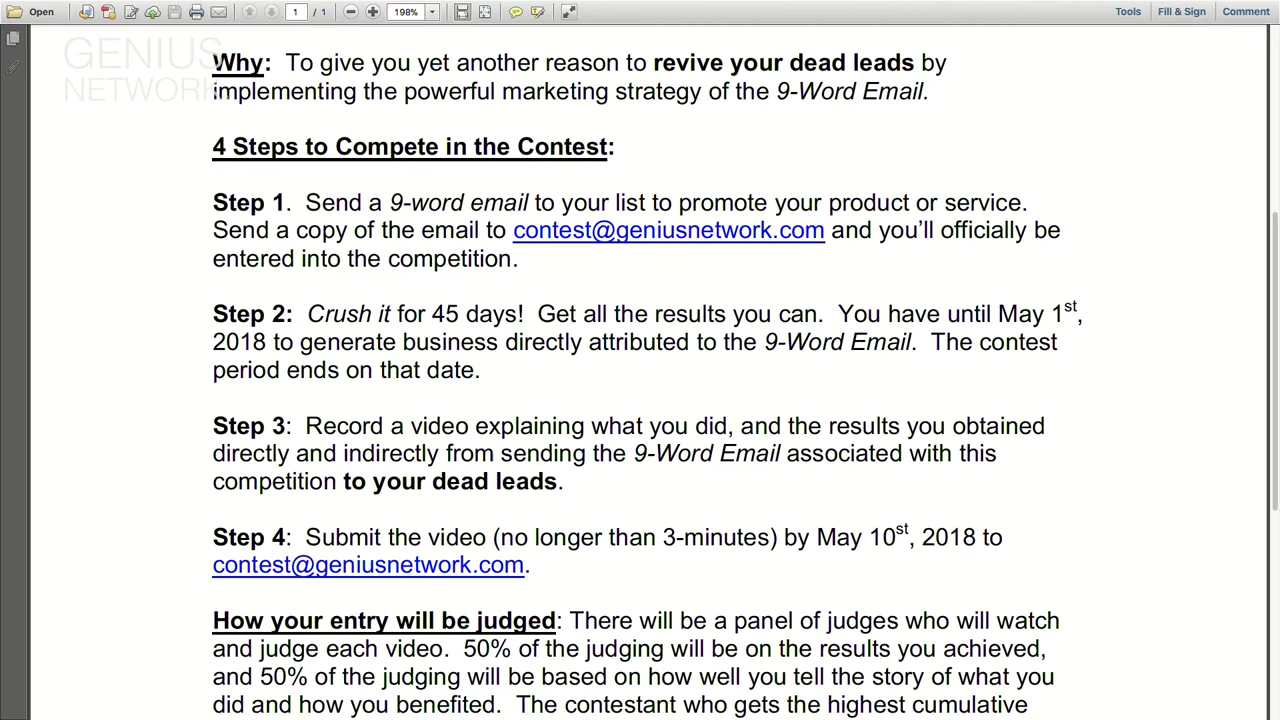 Open
1 / 1
198%
Tools
Fill & Sign
Comment
GENIUS
NETWORK
Why:  To give you yet another reason to revive your dead leads by
implementing the powerful marketing strategy of the 9-Word Email.
4 Steps to Compete in the Contest:
Step 1.  Send a 9-word email to your list to promote your product or service.
Send a copy of the email to contest@geniusnetwork.com and you’ll officially be
entered into the competition.
Step 2:  Crush it for 45 days!  Get all the results you can.  You have until May 1st,
2018 to generate business directly attributed to the 9-Word Email.  The contest
period ends on that date.
Step 3:  Record a video explaining what you did, and the results you obtained
directly and indirectly from sending the 9-Word Email associated with this
competition to your dead leads.
Step 4:  Submit the video (no longer than 3-minutes) by May 10st, 2018 to
contest@geniusnetwork.com.
How your entry will be judged: There will be a panel of judges who will watch
and judge each video.  50% of the judging will be on the results you achieved,
and 50% of the judging will be based on how well you tell the story of what you
did and how you benefited.  The contestant who gets the highest cumulative